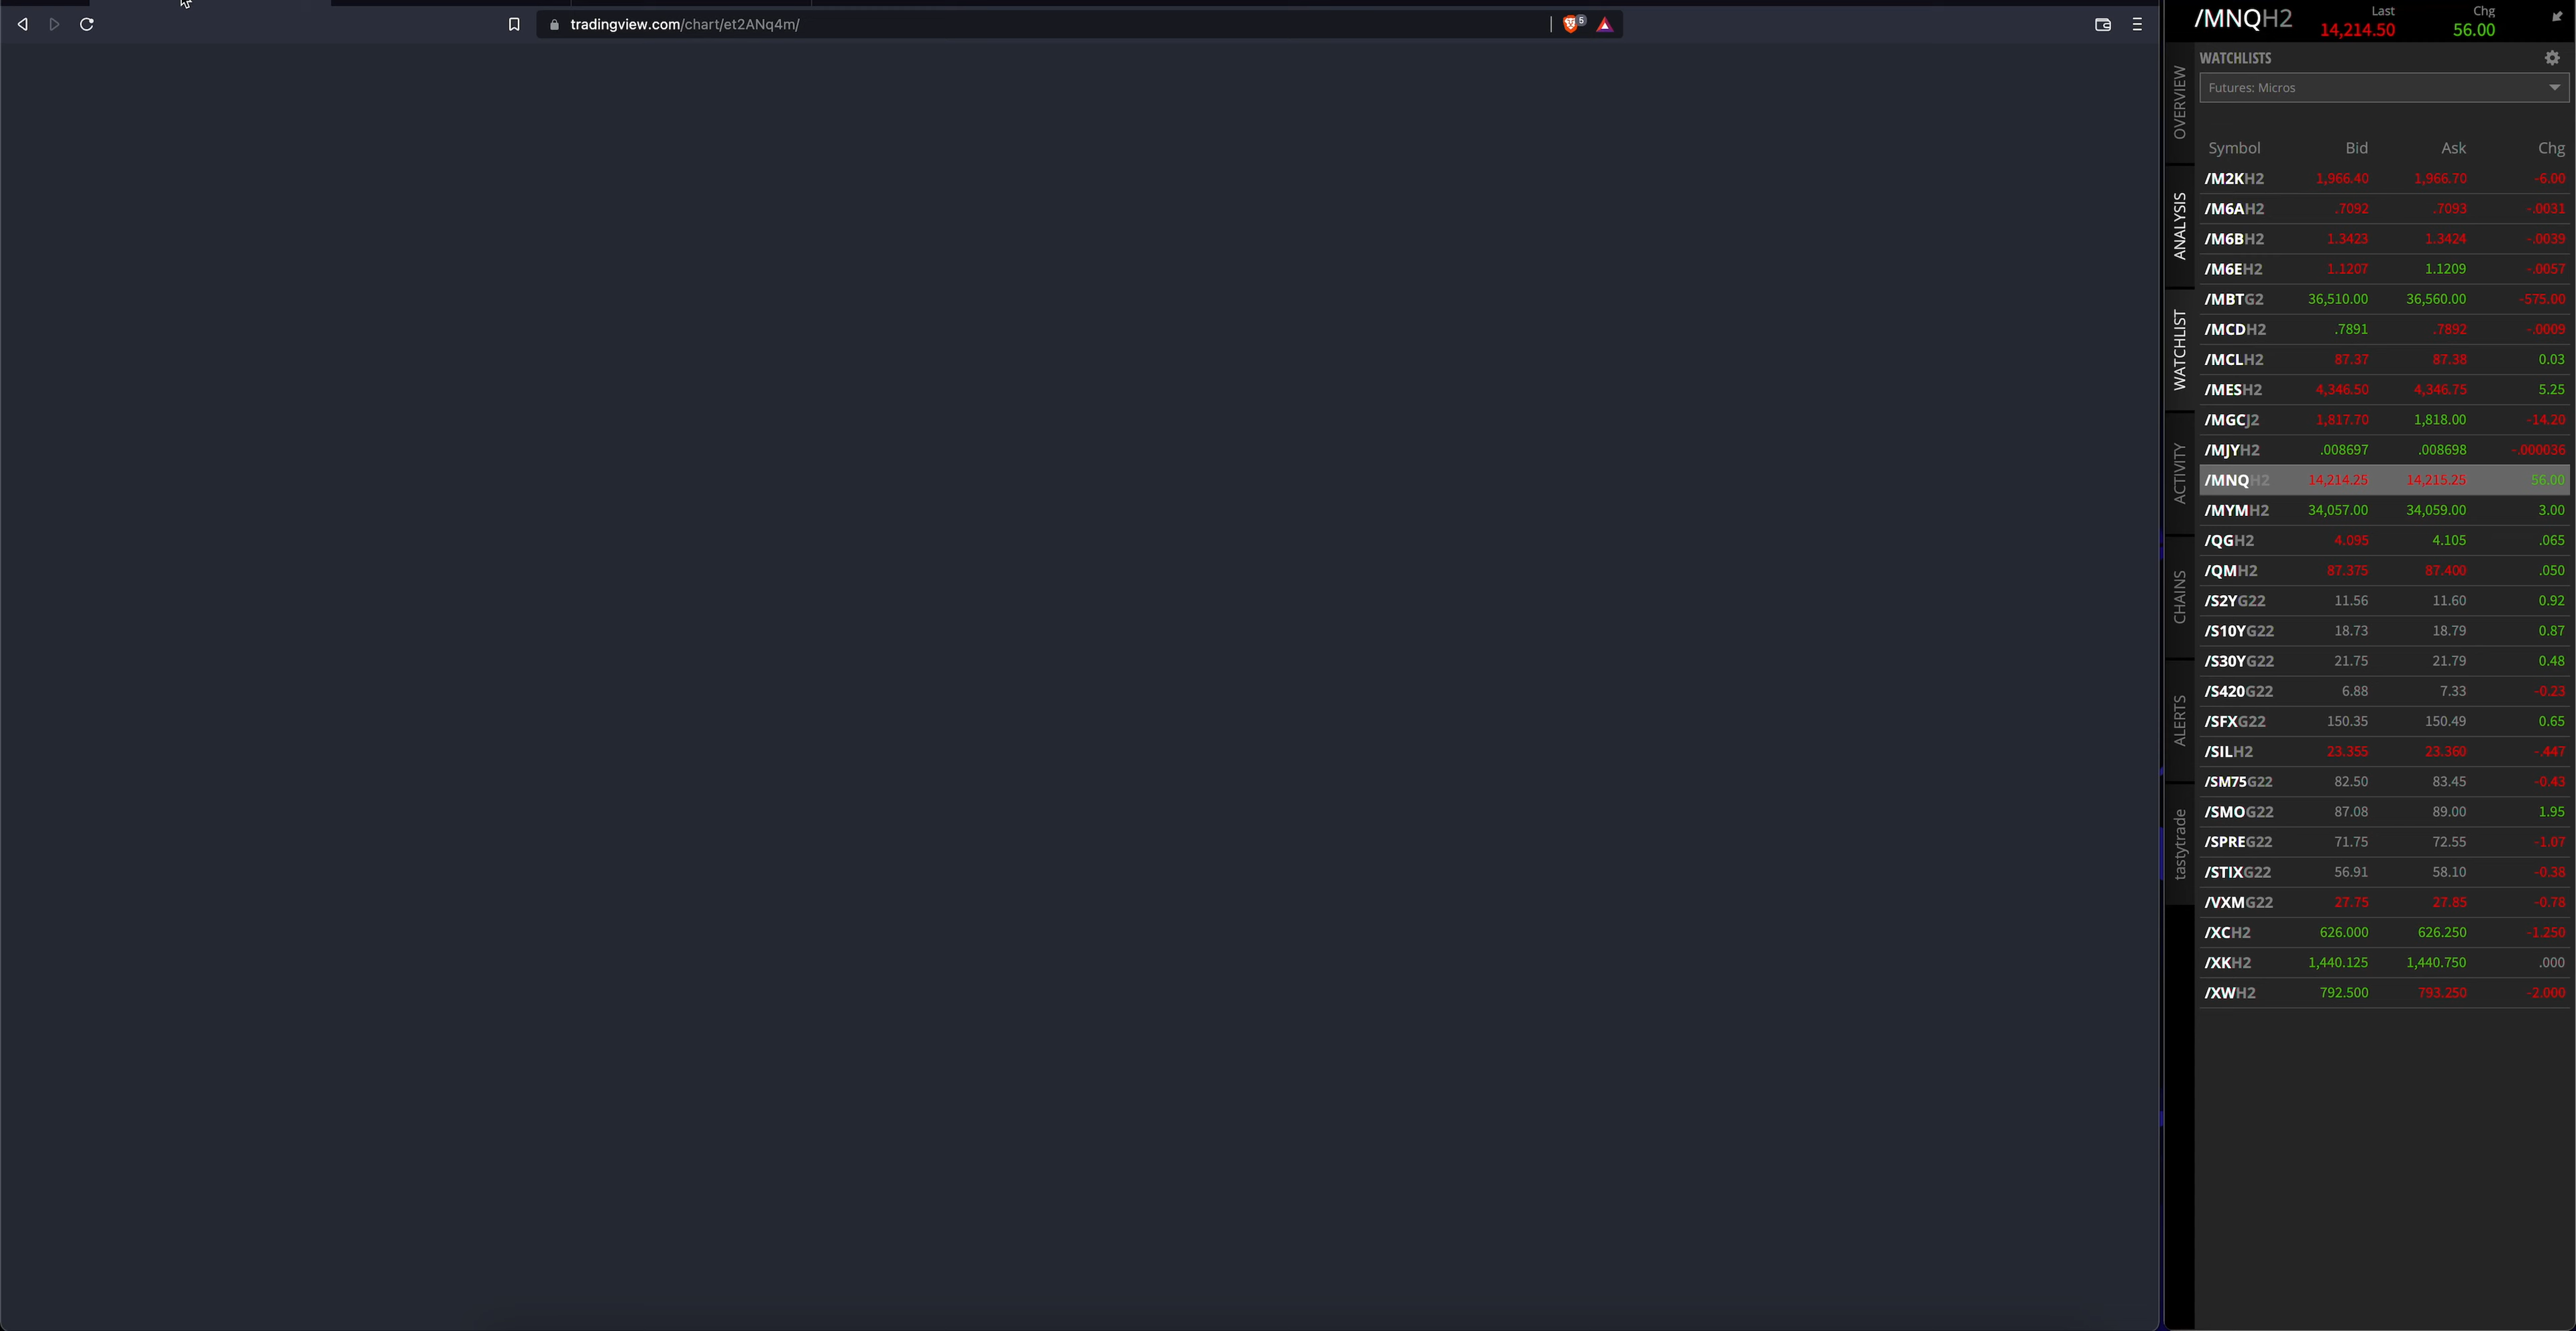 tradingview.com/chart/et2ANq4m/
5
/MNQH2
Last
14,214.50
Chg
56.00
WATCHLISTS
Futures: Micros
OVERVIEW
ANALYSIS
WATCHLIST
ACTIVITY
CHAINS
ALERTS
tastytrade
Symbol Bid Ask Chg
/M2KH2 1,966.40 1,966.70 -6.00
/M6AH2 .7092 .7093 -.0031
/M6BH2 1.3423 1.3424 -.0039
/M6EH2 1.1207 1.1209 -.0057
/MBTG2 36,510.00 36,560.00 -575.00
/MCDH2 .7891 .7892 -.0009
/MCLH2 87.37 87.38 0.03
/MESH2 4,346.50 4,346.75 5.25
/MGCJ2 1,817.70 1,818.00 -14.20
/MJYH2 .008697 .008698 -.000036
/MNQH2 14,214.25 14,215.25 56.00
/MYMH2 34,057.00 34,059.00 3.00
/QGH2 4.095 4.105 .065
/QMH2 87.375 87.400 .050
/S2YG22 11.56 11.60 0.92
/S10YG22 18.73 18.79 0.87
/S30YG22 21.75 21.79 0.48
/S420G22 6.88 7.33 -0.23
/SFXG22 150.35 150.49 0.65
/SILH2 23.355 23.360 -.447
/SM75G22 82.50 83.45 -0.43
/SMOG22 87.08 89.00 1.95
/SPREG22 71.75 72.55 -1.07
/STIXG22 56.91 58.10 -0.38
/VXMG22 27.75 27.85 -0.78
/XCH2 626.000 626.250 -1.250
/XKH2 1,440.125 1,440.750 .000
/XWH2 792.500 793.250 -2.000